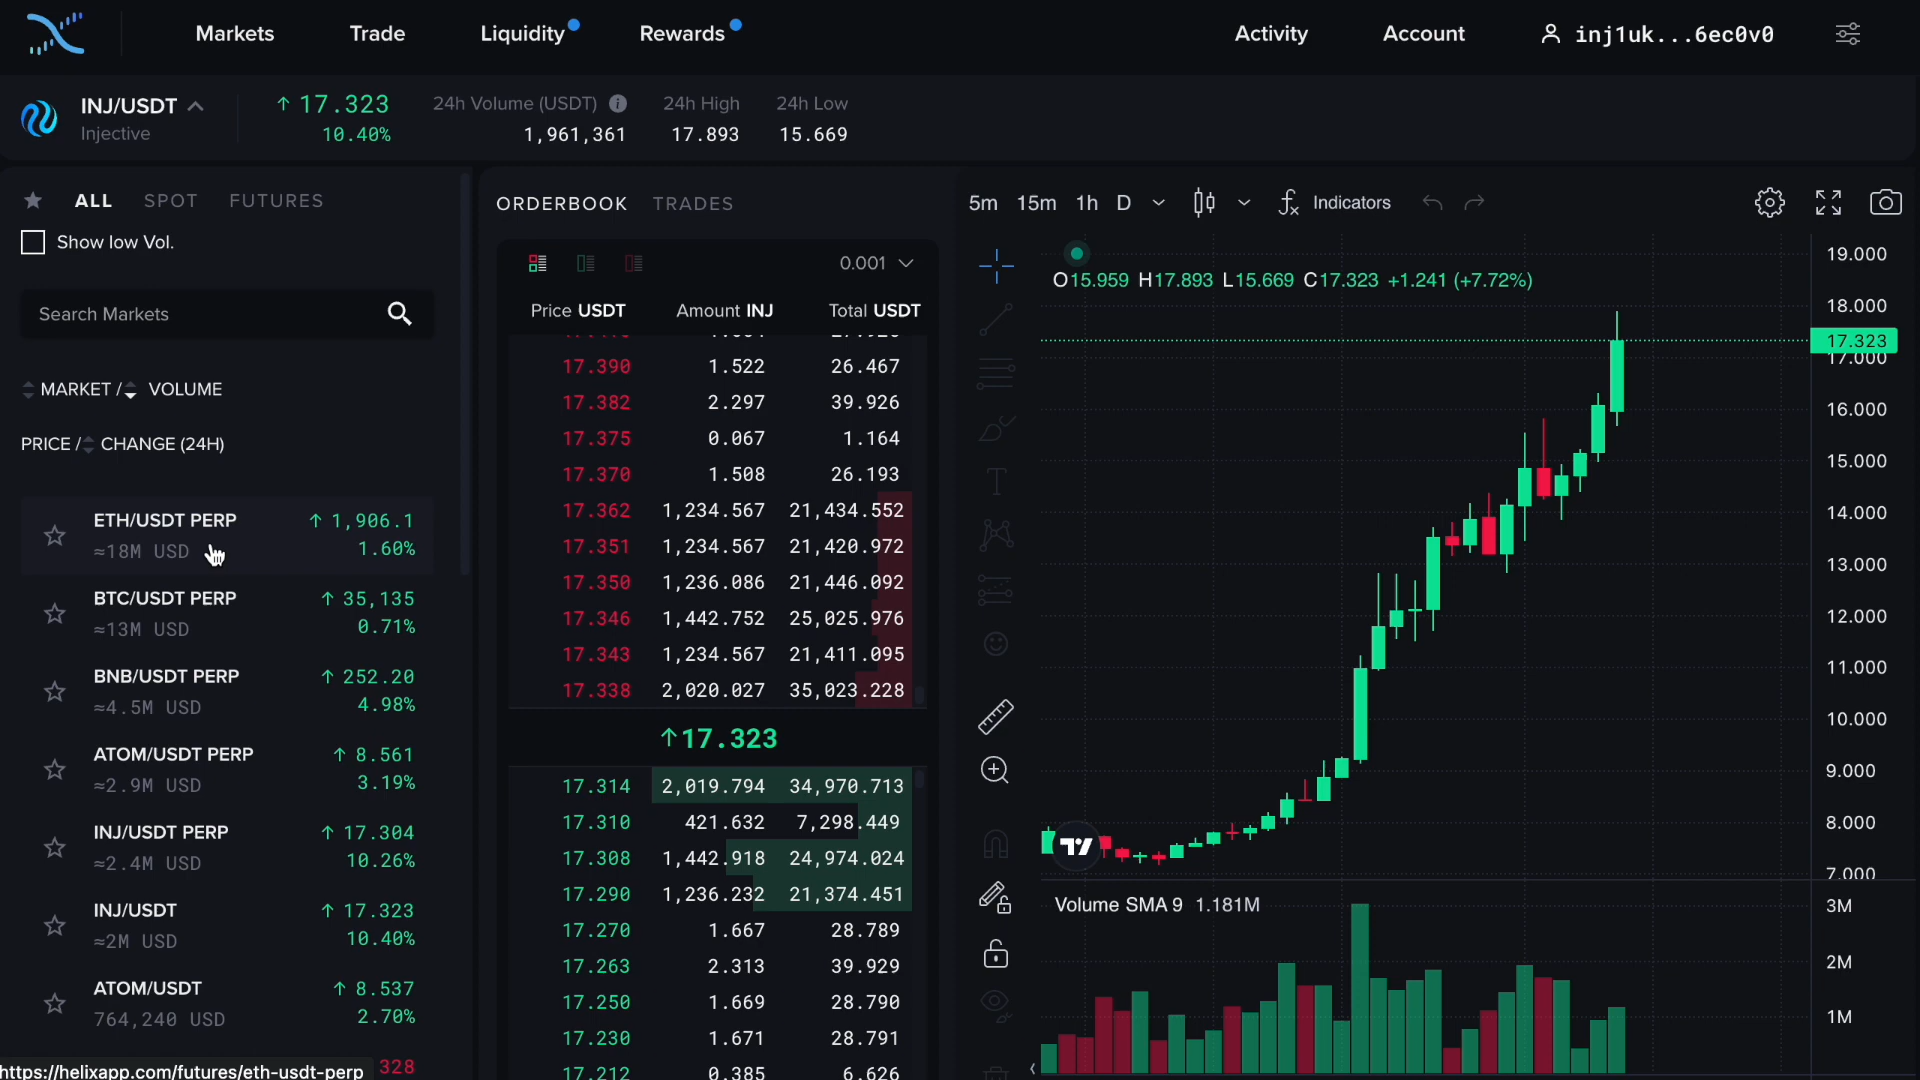 Markets Trade Liquidity Rewards Activity Account inj1uk...6ec0v0
INJ/USDT
Injective
↑ 17.323
10.40%
24h Volume (USDT)
1,961,361
24h High
17.893
24h Low
15.669
ALL SPOT FUTURES
Show low Vol.
Search Markets
MARKET / VOLUME
PRICE / CHANGE (24H)
ETH/USDT PERP ↑ 1,906.1
≈18M USD 1.60%
BTC/USDT PERP ↑ 35,135
≈13M USD 0.71%
BNB/USDT PERP ↑ 252.20
≈4.5M USD 4.98%
ATOM/USDT PERP ↑ 8.561
≈2.9M USD 3.19%
INJ/USDT PERP ↑ 17.304
≈2.4M USD 10.26%
INJ/USDT ↑ 17.323
≈2M USD 10.40%
ATOM/USDT ↑ 8.537
764,240 USD 2.70%
328
https://helixapp.com/futures/eth-usdt-perp
ORDERBOOK TRADES
0.001
Price USDT Amount INJ Total USDT
17.390 1.522 26.467
17.382 2.297 39.926
17.375 0.067 1.164
17.370 1.508 26.193
17.362 1,234.567 21,434.552
17.351 1,234.567 21,420.972
17.350 1,236.086 21,446.092
17.346 1,442.752 25,025.976
17.343 1,234.567 21,411.095
17.338 2,020.027 35,023.228
↑17.323
17.314 2,019.794 34,970.713
17.310 421.632 7,298.449
17.308 1,442.918 24,974.024
17.290 1,236.232 21,374.451
17.270 1.667 28.789
17.263 2.313 39.929
17.250 1.669 28.790
17.230 1.671 28.791
17.212 0.385 6.626
5m 15m 1h D Indicators
O15.959 H17.893 L15.669 C17.323 +1.241 (+7.72%)
19.000
18.000
17.323
17.000
16.000
15.000
14.000
13.000
12.000
11.000
10.000
9.000
8.000
7.000
Volume SMA 9 1.181M
3M
2M
1M